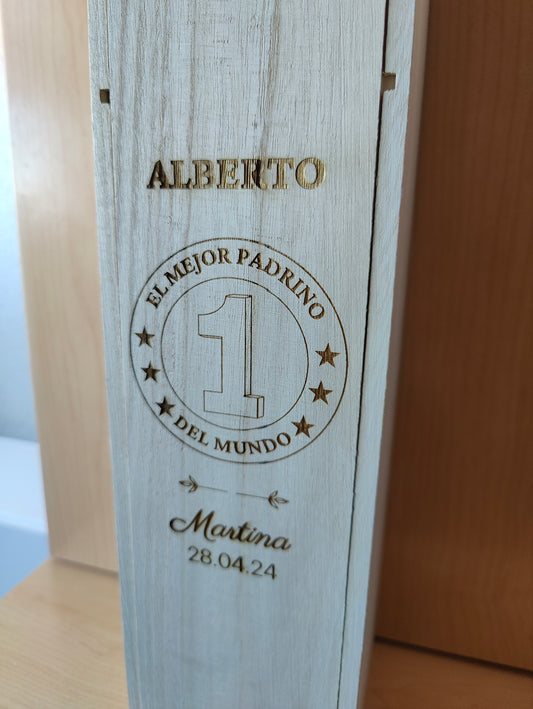 ALBERTO
EL MEJOR PADRINO
1
DEL MUNDO
Martina
28.04.24